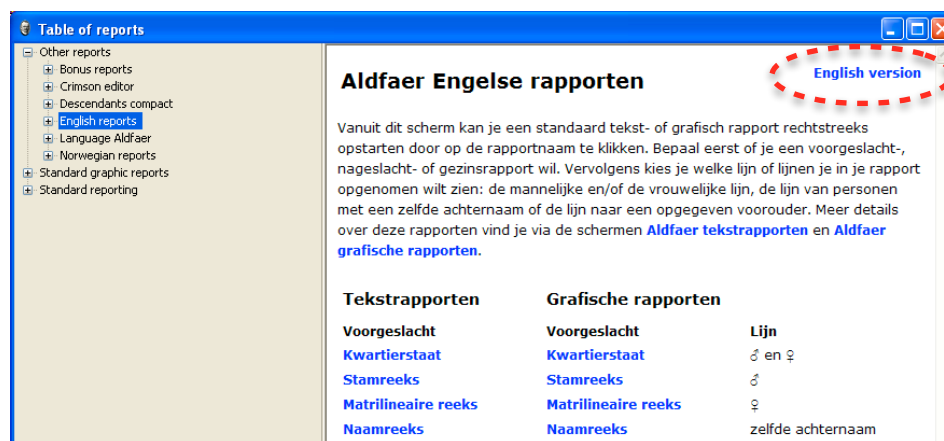 Table of reports
Other reports
Bonus reports
Crimson editor
Descendants compact
English reports
Language Aldfaer
Norwegian reports
Standard graphic reports
Standard reporting
English version
Aldfaer Engelse rapporten
Vanuit dit scherm kan je een standaard tekst- of grafisch rapport rechtstreeks
opstarten door op de rapportnaam te klikken. Bepaal eerst of je een voorgeslacht-,
nageslacht- of gezinsrapport wil. Vervolgens kies je welke lijn of lijnen je in je rapport
opgenomen wilt zien: de mannelijke en/of de vrouwelijke lijn, de lijn van personen
met een zelfde achternaam of de lijn naar een opgegeven voorouder. Meer details
over deze rapporten vind je via de schermen Aldfaer tekstrapporten en Aldfaer
grafische rapporten.
Tekstrapporten Grafische rapporten
Voorgeslacht Voorgeslacht Lijn
Kwartierstaat Kwartierstaat ♂ en ♀
Stamreeks Stamreeks ♂
Matrilineaire reeks Matrilineaire reeks ♀
Naamreeks Naamreeks zelfde achternaam